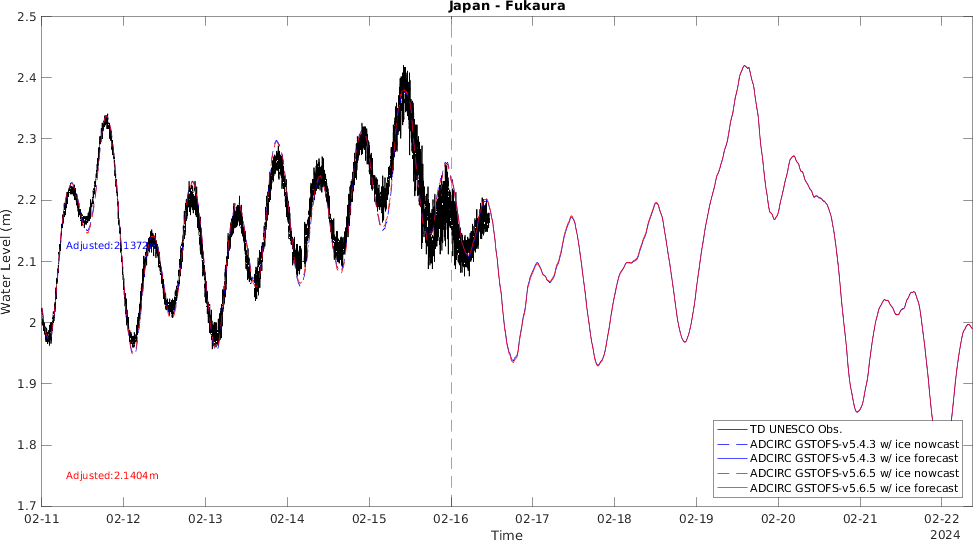 Japan - Fukaura
2.5
2.4
2.3
2.2
2.1
2
1.9
1.8
1.7
Water Level (m)
Adjusted:2.1372
Adjusted:2.1404m
TD UNESCO Obs.
ADCIRC GSTOFS-v5.4.3 w/ ice nowcast
ADCIRC GSTOFS-v5.4.3 w/ ice forecast
ADCIRC GSTOFS-v5.6.5 w/ ice nowcast
ADCIRC GSTOFS-v5.6.5 w/ ice forecast
02-11 02-12 02-13 02-14 02-15 02-16 02-17 02-18 02-19 02-20 02-21 02-22
2024
Time